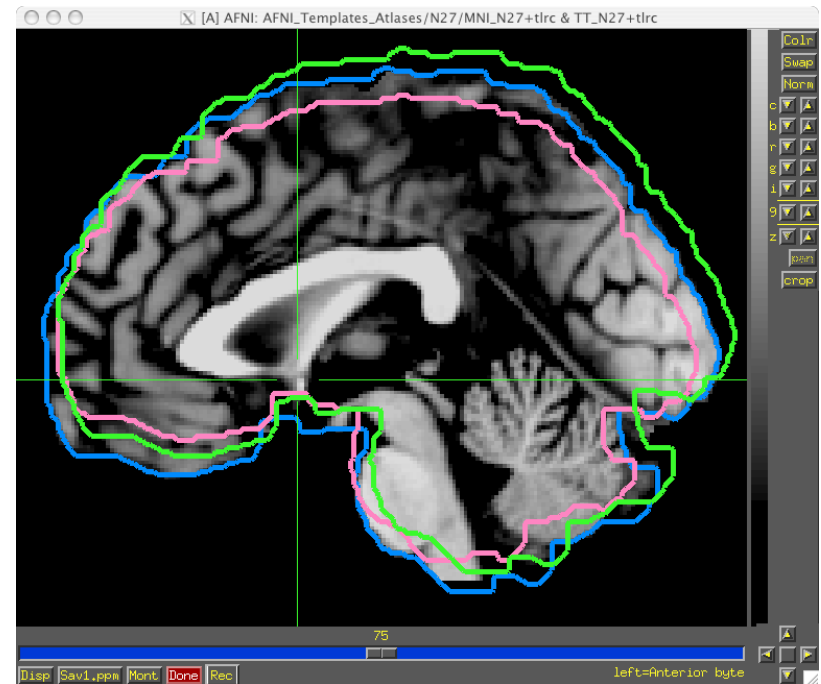 [A] AFNI: AFNI_Templates_Atlases/N27/MNI_N27+tlrc & TT_N27+tlrc
Colr
Swap
Norm
c
b
r
g
i
9
z
pan
crop
75
Disp Sav1.ppm Mont Done Rec
left=Anterior byte